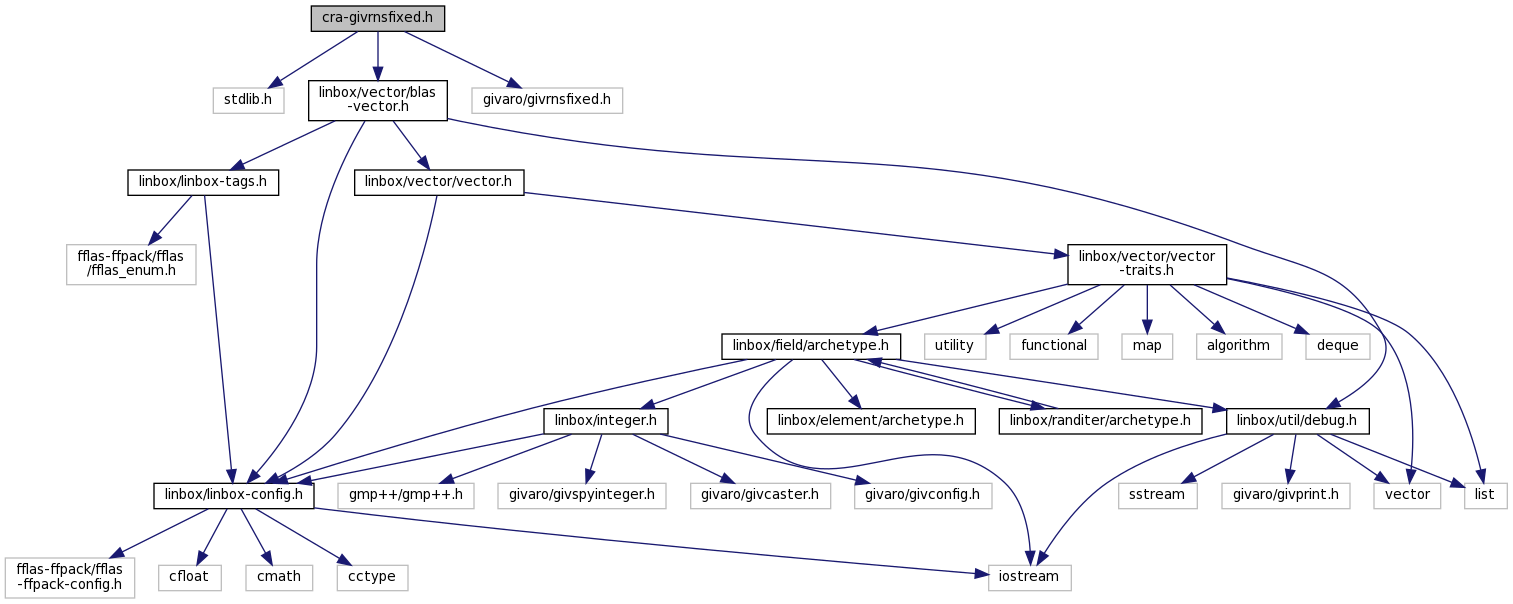 cra-givrnsfixed.h
stdlib.h
linbox/vector/blas
-vector.h
givaro/givrnsfixed.h
linbox/linbox-tags.h
linbox/vector/vector.h
fflas-ffpack/fflas
/fflas_enum.h
linbox/vector/vector
-traits.h
linbox/field/archetype.h
utility
functional
map
algorithm
deque
linbox/integer.h
linbox/element/archetype.h
linbox/randiter/archetype.h
linbox/util/debug.h
linbox/linbox-config.h
gmp++/gmp++.h
givaro/givspyinteger.h
givaro/givcaster.h
givaro/givconfig.h
sstream
givaro/givprint.h
vector
list
fflas-ffpack/fflas
-ffpack-config.h
cfloat
cmath
cctype
iostream